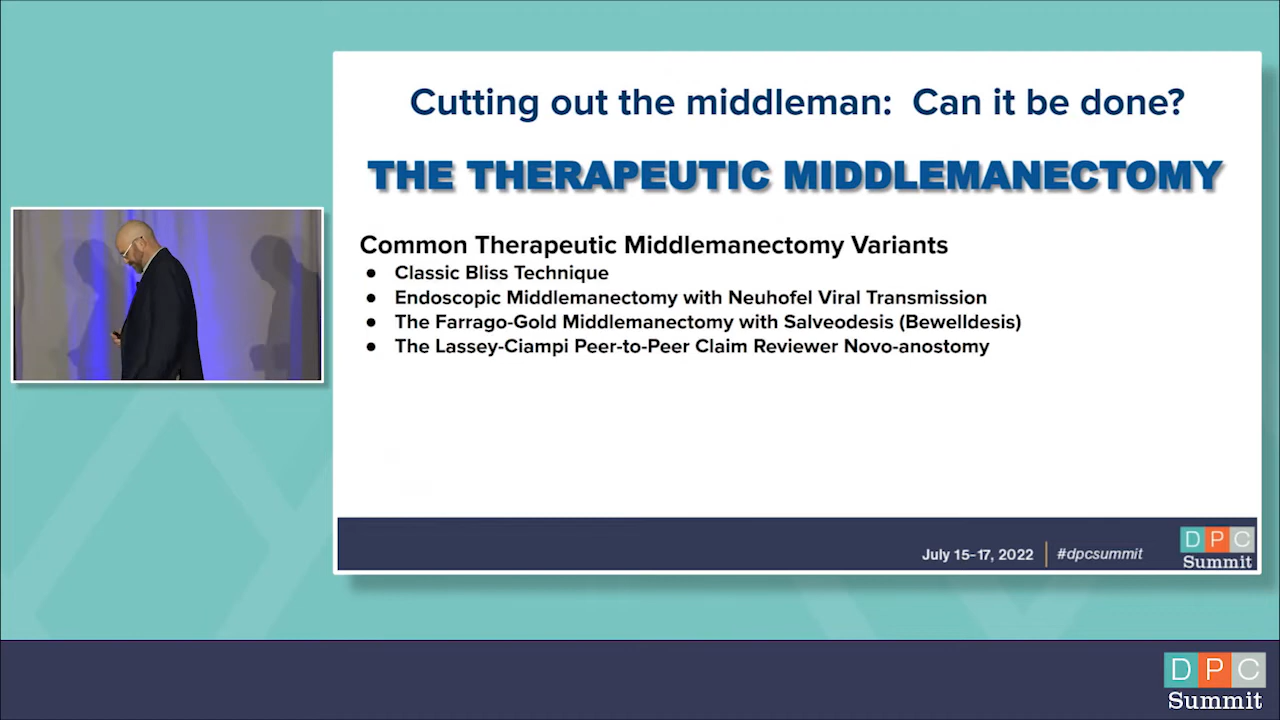 Cutting out the middleman: Can it be done?
THE THERAPEUTIC MIDDLEMANECTOMY
Common Therapeutic Middlemanectomy Variants
● Classic Bliss Technique
● Endoscopic Middlemanectomy with Neuhofel Viral Transmission
● The Farrago-Gold Middlemanectomy with Salveodesis (Bewelldesis)
● The Lassey-Ciampi Peer-to-Peer Claim Reviewer Novo-anostomy
July 15-17, 2022 | #dpcsummit
DPC
Summit
DPC
Summit